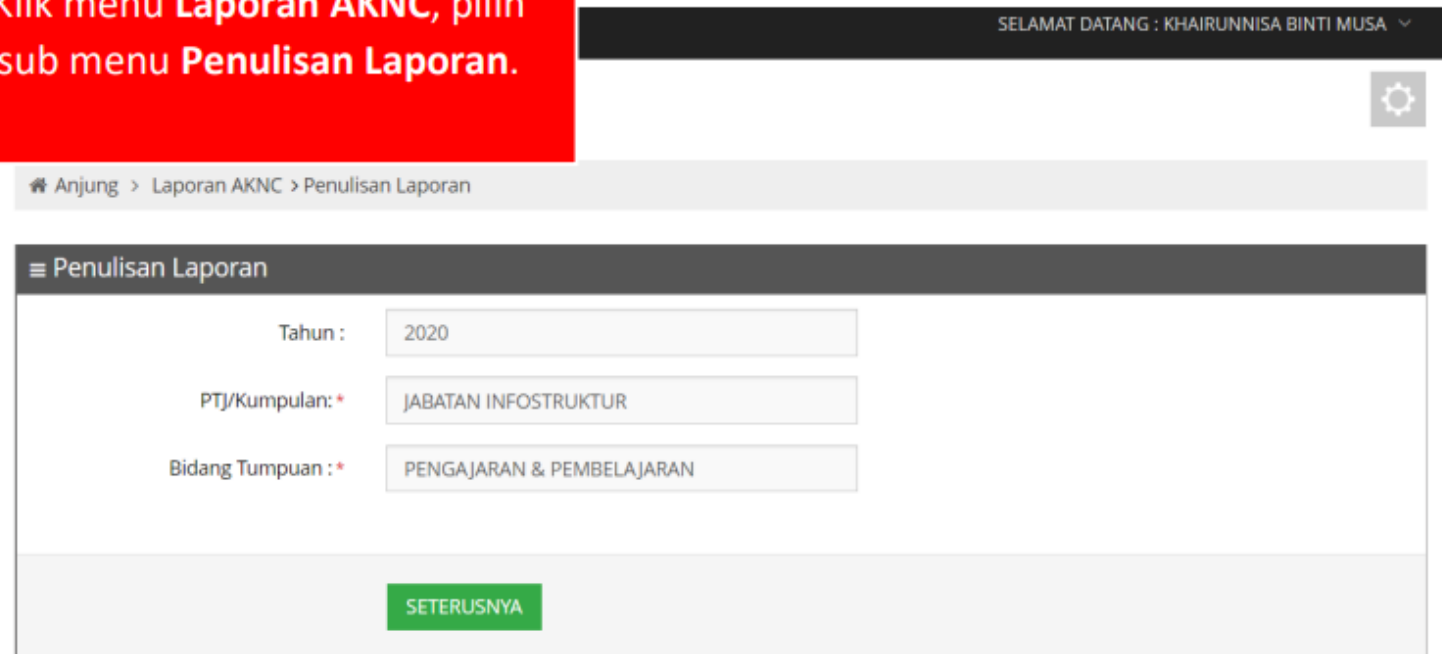 Klik menu Laporan AKNC, pilih
sub menu Penulisan Laporan.
SELAMAT DATANG : KHAIRUNNISA BINTI MUSA
Anjung > Laporan AKNC > Penulisan Laporan
Penulisan Laporan
Tahun : 2020
PTJ/Kumpulan: * JABATAN INFOSTRUKTUR
Bidang Tumpuan : * PENGAJARAN & PEMBELAJARAN
SETERUSNYA